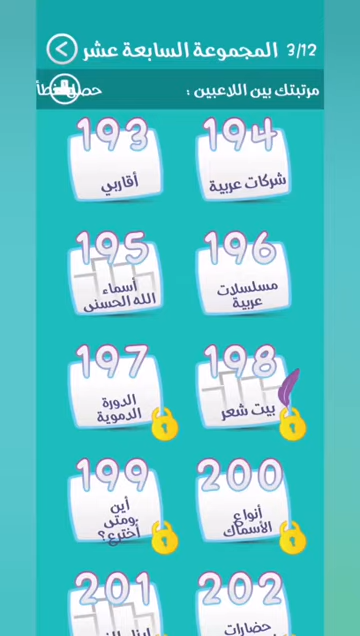 المجموعة السابعة عشر 3/12
مرتبتك بين اللاعبين :
193
أقاربي
194
شركات عربية
195
أسماء
الله الحسنى
196
مسلسلات
عربية
197
الدورة
الدموية
198
بيت شعر
199
أين
ومتى
أخترع؟
200
أنواع
الأسماك
201
202
حضارات